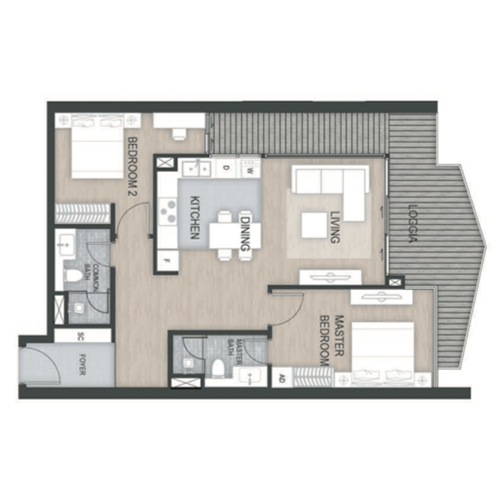 BEDROOM 2
D
W
KITCHEN
DINING
LIVING
LOGGIA
COMMON
BATH
SC
FOYER
MASTER
BATH
MASTER
BEDROOM
AD